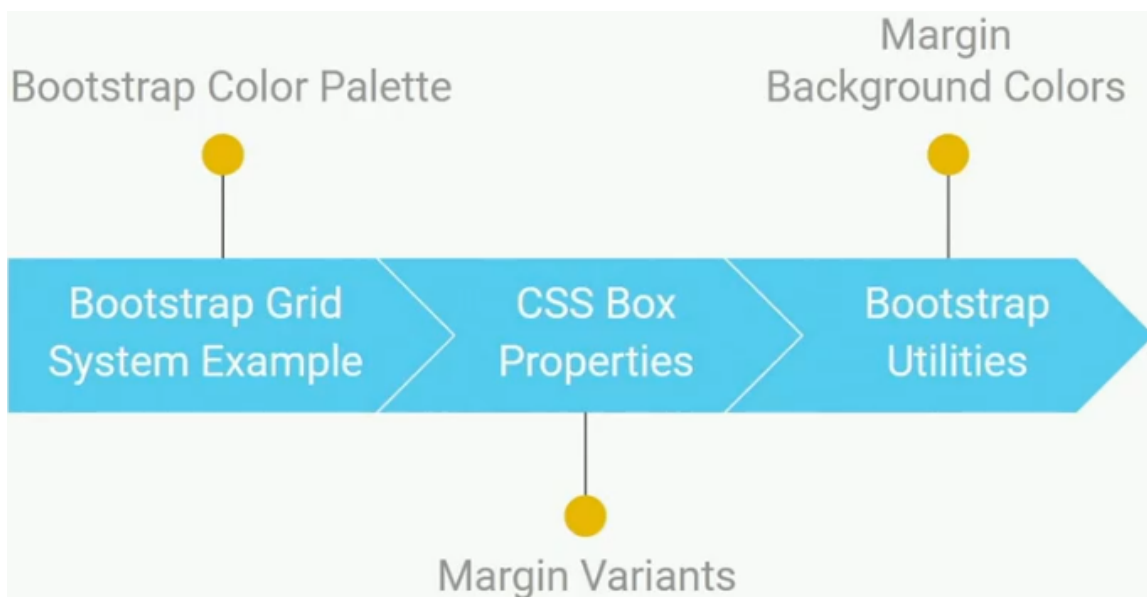 Bootstrap Color Palette
Margin
Background Colors
Bootstrap Grid
System Example
CSS Box
Properties
Bootstrap
Utilities
Margin Variants